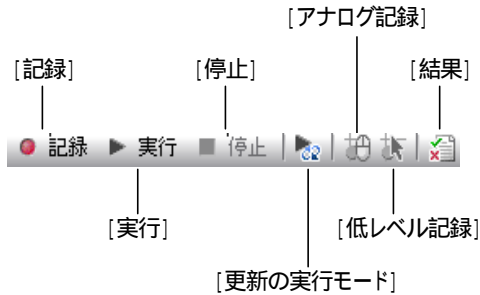 [アナログ記録]
[記録]
[停止]
[結果]
記録
実行
停止
[実行]
[低レベル記録]
[更新の実行モード]